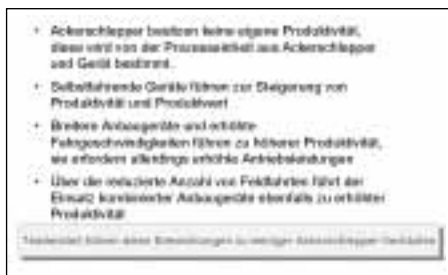 • Ackerschlepper besitzen keine eigene Produktivität,
diese wird von der Prozesseinheit aus Ackerschlepper
und Gerät bestimmt.
• Selbstfahrende Geräte führen zur Steigerung von
Produktivität und Produktwert
• Breitere Anbaugeräte und erhöhte
Fahrgeschwindigkeiten führen zu höherer Produktivität,
sie erfordern allerdings erhöhte Antriebsleistungen
• Über die reduzierte Anzahl von Feldfahrten führt der
Einsatz kombinierter Anbaugeräte ebenfalls zu erhöhter
Produktivität
führen diese Entwicklungen zu weniger Ackerschlepper